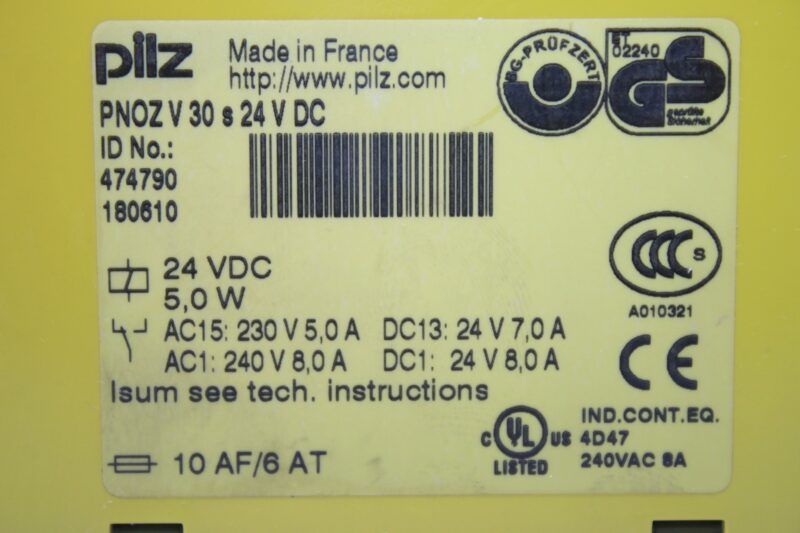 pilz
Made in France
http://www.pilz.com
PNOZ V 30 s 24 V DC
ID No.:
474790
180610
BG-PRÜFZERT
ET
02240
GS
geprüfte
Sicherheit
24 VDC
5,0 W
AC15: 230 V 5,0 A DC13: 24 V 7,0 A
AC1: 240 V 8,0 A DC1: 24 V 8,0 A
Isum see tech. instructions
10 AF/6 AT
CCC S
A010321
CE
C UL US
LISTED
IND.CONT.EQ.
4D47
240VAC 8A